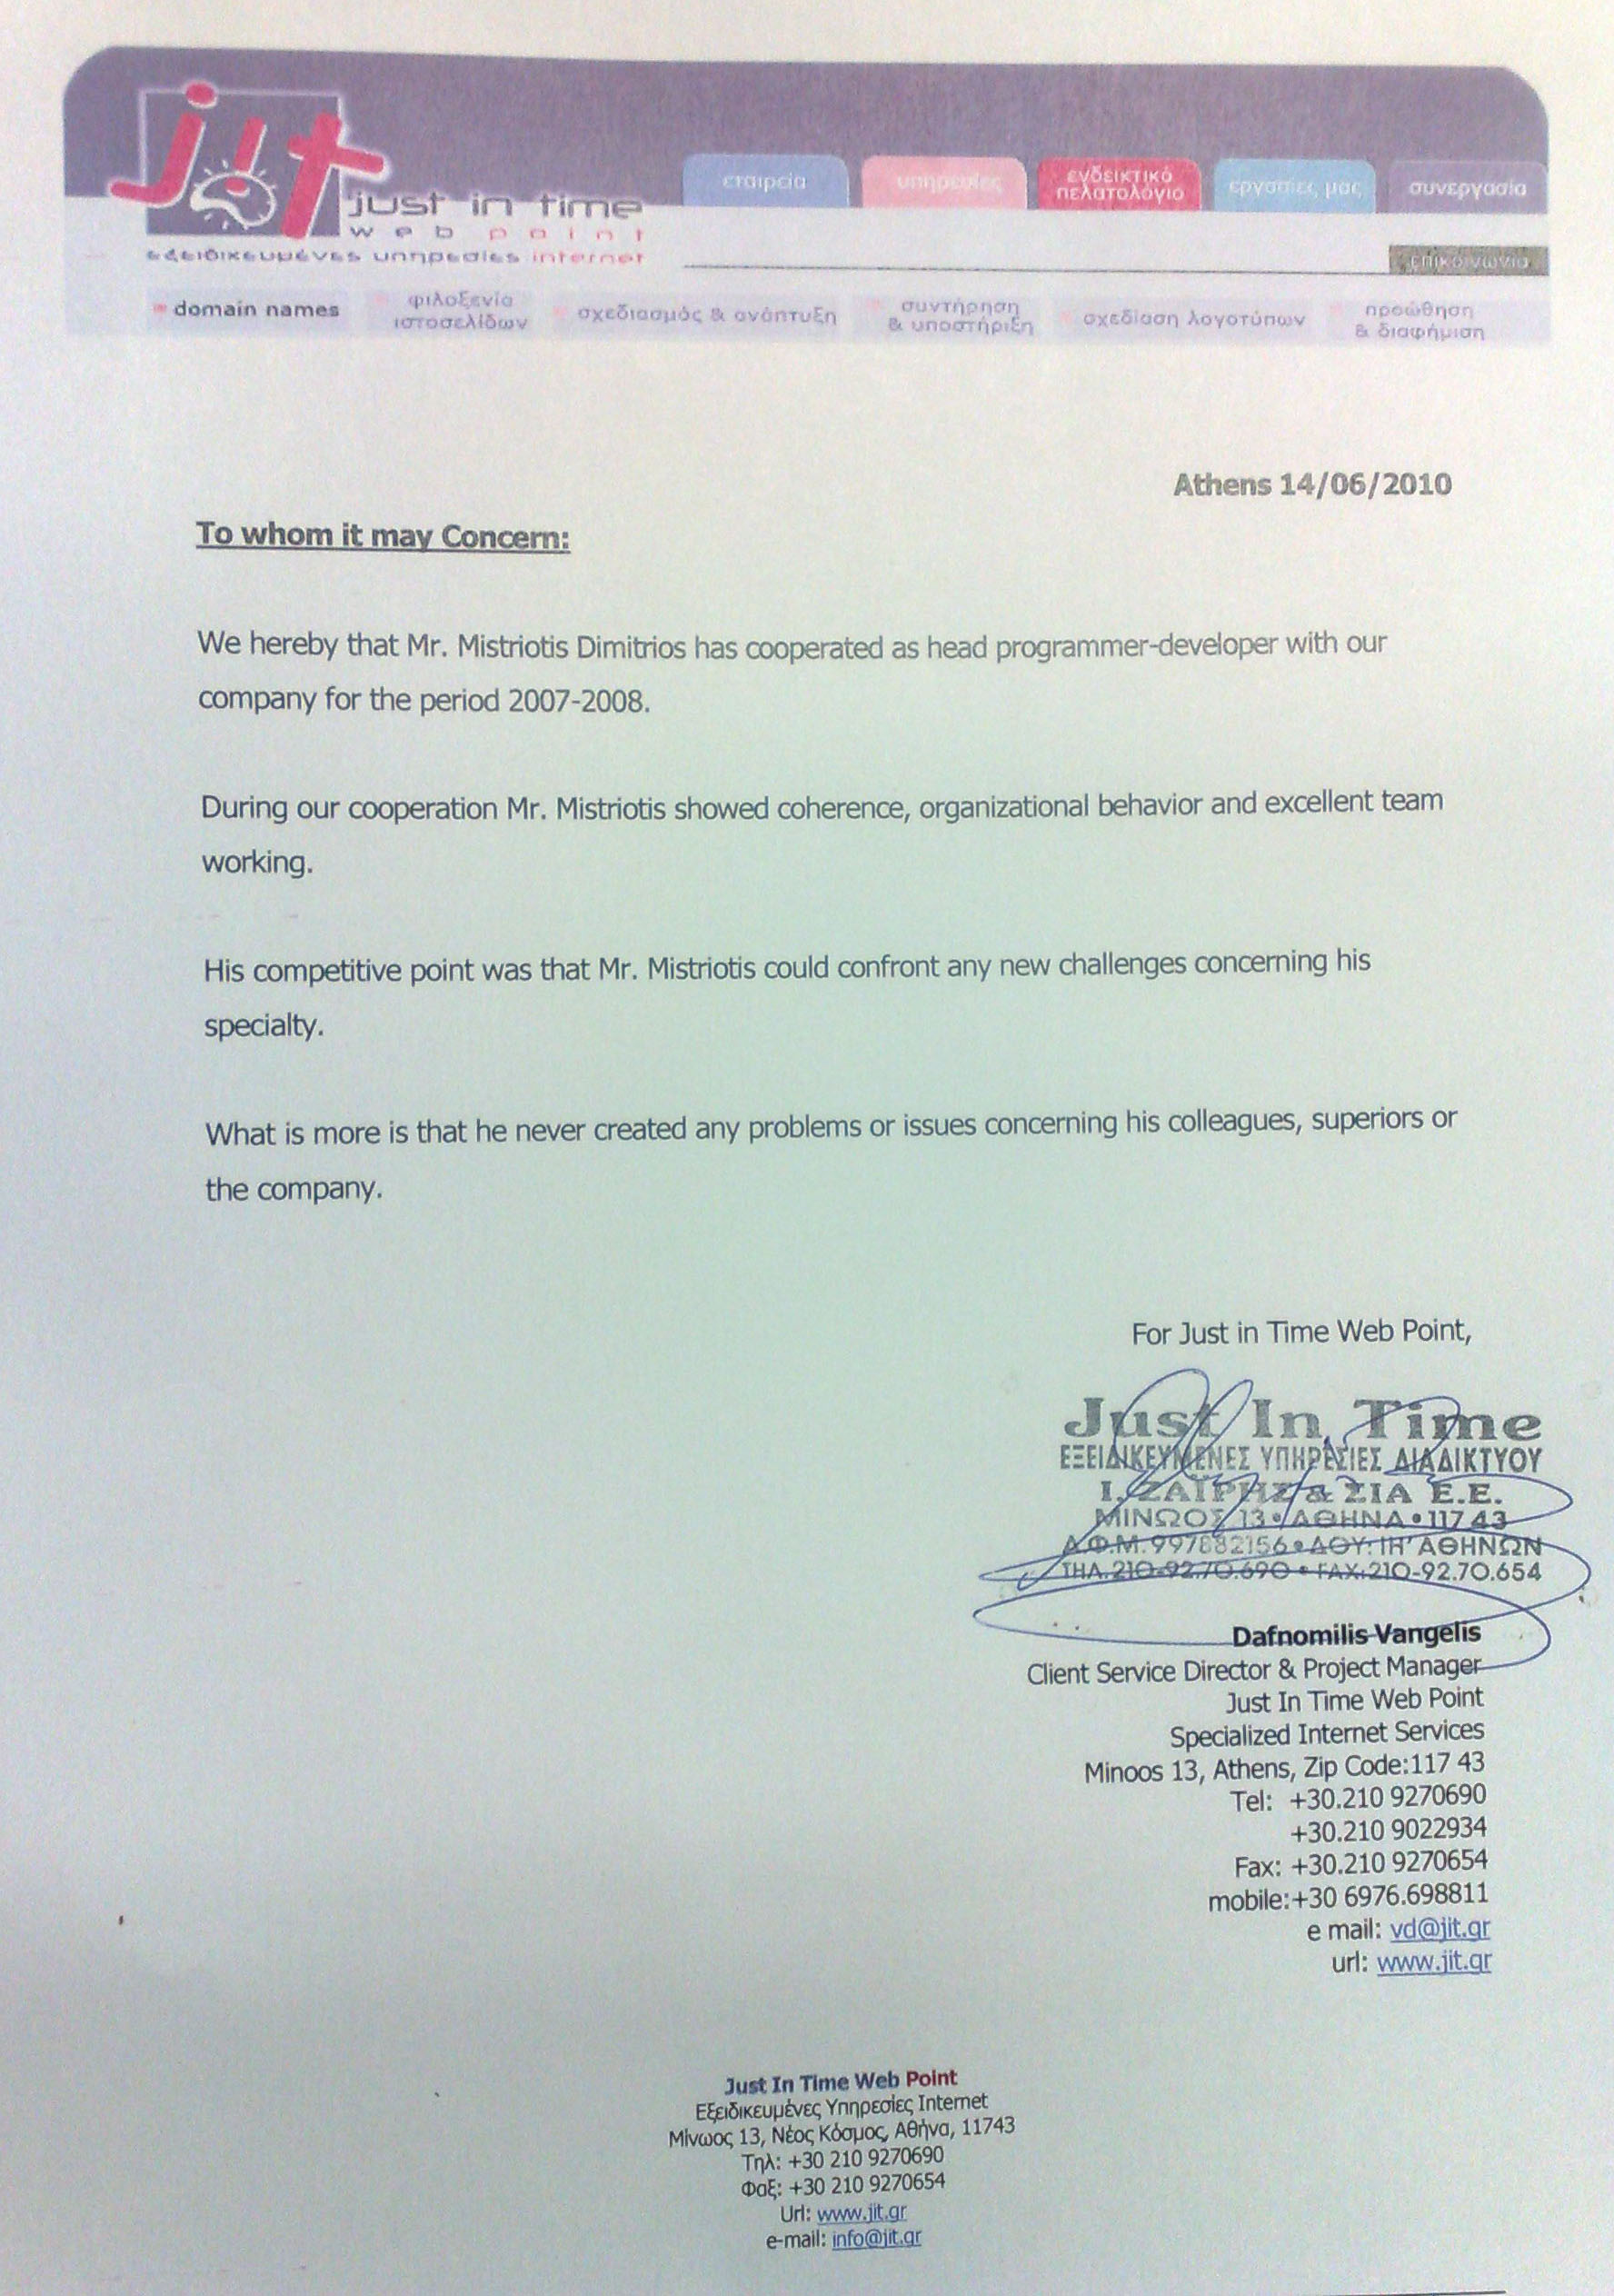 jit
just in time
web point
εξειδικευμένες υπηρεσίες internet
εταιρεία
υπηρεσίες
ενδεικτικό
πελατολόγιο
εργασίες μας
συνεργασία
επικοινωνία
domain names
φιλοξενία
ιστοσελίδων
σχεδιασμός & ανάπτυξη
συντήρηση
& υποστήριξη
σχεδίαση λογοτύπων
προώθηση
& διαφήμιση
Athens 14/06/2010
To whom it may Concern:
We hereby that Mr. Mistriotis Dimitrios has cooperated as head programmer-developer with our
company for the period 2007-2008.
During our cooperation Mr. Mistriotis showed coherence, organizational behavior and excellent team
working.
His competitive point was that Mr. Mistriotis could confront any new challenges concerning his
specialty.
What is more is that he never created any problems or issues concerning his colleagues, superiors or
the company.
For Just in Time Web Point,
Just In Time
ΕΞΕΙΔΙΚΕΥΜΕΝΕΣ ΥΠΗΡΕΣΙΕΣ ΔΙΑΔΙΚΤΥΟΥ
Ι. ΖΑΪΡΗΣ & ΣΙΑ Ε.Ε.
ΜΙΝΩΟΣ 13 • ΑΘΗΝΑ • 117 43
Α.Φ.Μ. 997882156 • ΔΟΥ: ΙΗ' ΑΘΗΝΩΝ
ΤΗΛ. 210-92.70.690 • FAX: 210-92.70.654
Dafnomilis Vangelis
Client Service Director & Project Manager
Just In Time Web Point
Specialized Internet Services
Minoos 13, Athens, Zip Code:117 43
Tel: +30.210 9270690
+30.210 9022934
Fax: +30.210 9270654
mobile:+30 6976.698811
e mail: vd@jit.gr
url: www.jit.gr
Just In Time Web Point
Εξειδικευμένες Υπηρεσίες Internet
Μίνωος 13, Νέος Κόσμος, Αθήνα, 11743
Τηλ: +30 210 9270690
Φαξ: +30 210 9270654
Url: www.jit.gr
e-mail: info@jit.gr